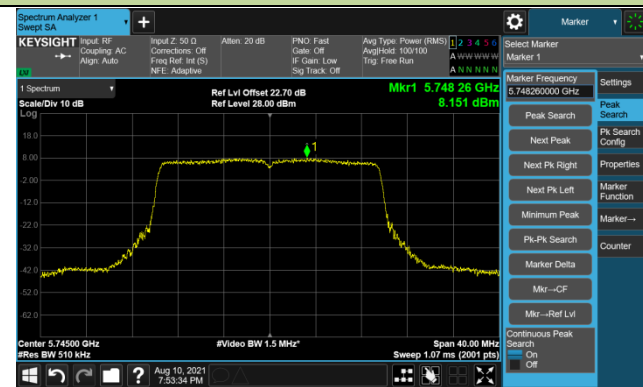 Spectrum Analyzer 1
Swept SA
Marker
KEYSIGHT
Input: RF
Coupling: AC
Align: Auto
Input Z: 50 Ω
Corrections: Off
Freq Ref: Int (S)
NFE: Adaptive
Atten: 20 dB
PNO: Fast
Gate: Off
IF Gain: Low
Sig Track: Off
Avg Type: Power (RMS)
Avg|Hold: 100/100
Trig: Free Run
1 2 3 4 5 6
A W W W W W
A N N N N N
Select Marker
Marker 1
LV
1 Spectrum
Scale/Div 10 dB
Log
Ref Lvl Offset 22.70 dB
Ref Level 28.00 dBm
Mkr1 5.748 26 GHz
8.151 dBm
18.0
8.00
-2.00
-12.0
-22.0
-32.0
-42.0
-52.0
-62.0
1
Center 5.74500 GHz
#Res BW 510 kHz
#Video BW 1.5 MHz*
Span 40.00 MHz
Sweep 1.07 ms (2001 pts)
Marker Frequency
5.748260000 GHz
Peak Search
Next Peak
Next Pk Right
Next Pk Left
Minimum Peak
Pk-Pk Search
Marker Delta
Mkr→CF
Mkr→Ref Lvl
Continuous Peak
Search
On
Off
Settings
Peak
Search
Pk Search
Config
Properties
Marker
Function
Marker→
Counter
Aug 10, 2021
7:53:34 PM